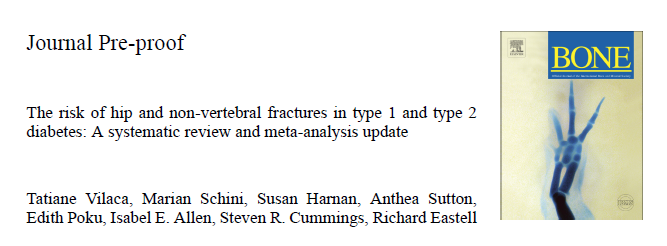 Journal Pre-proof
The risk of hip and non-vertebral fractures in type 1 and type 2
diabetes: A systematic review and meta-analysis update
Tatiane Vilaca, Marian Schini, Susan Harnan, Anthea Sutton,
Edith Poku, Isabel E. Allen, Steven R. Cummings, Richard Eastell
BONE